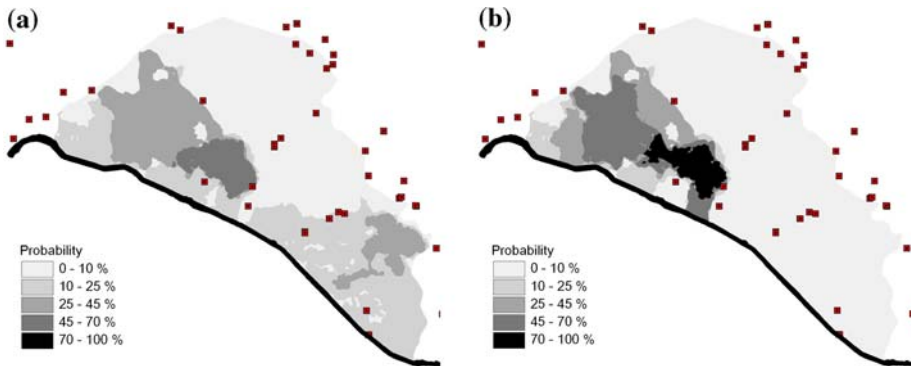 (a)
Probability
0 - 10 %
10 - 25 %
25 - 45 %
45 - 70 %
70 - 100 %
(b)
Probability
0 - 10 %
10 - 25 %
25 - 45 %
45 - 70 %
70 - 100 %